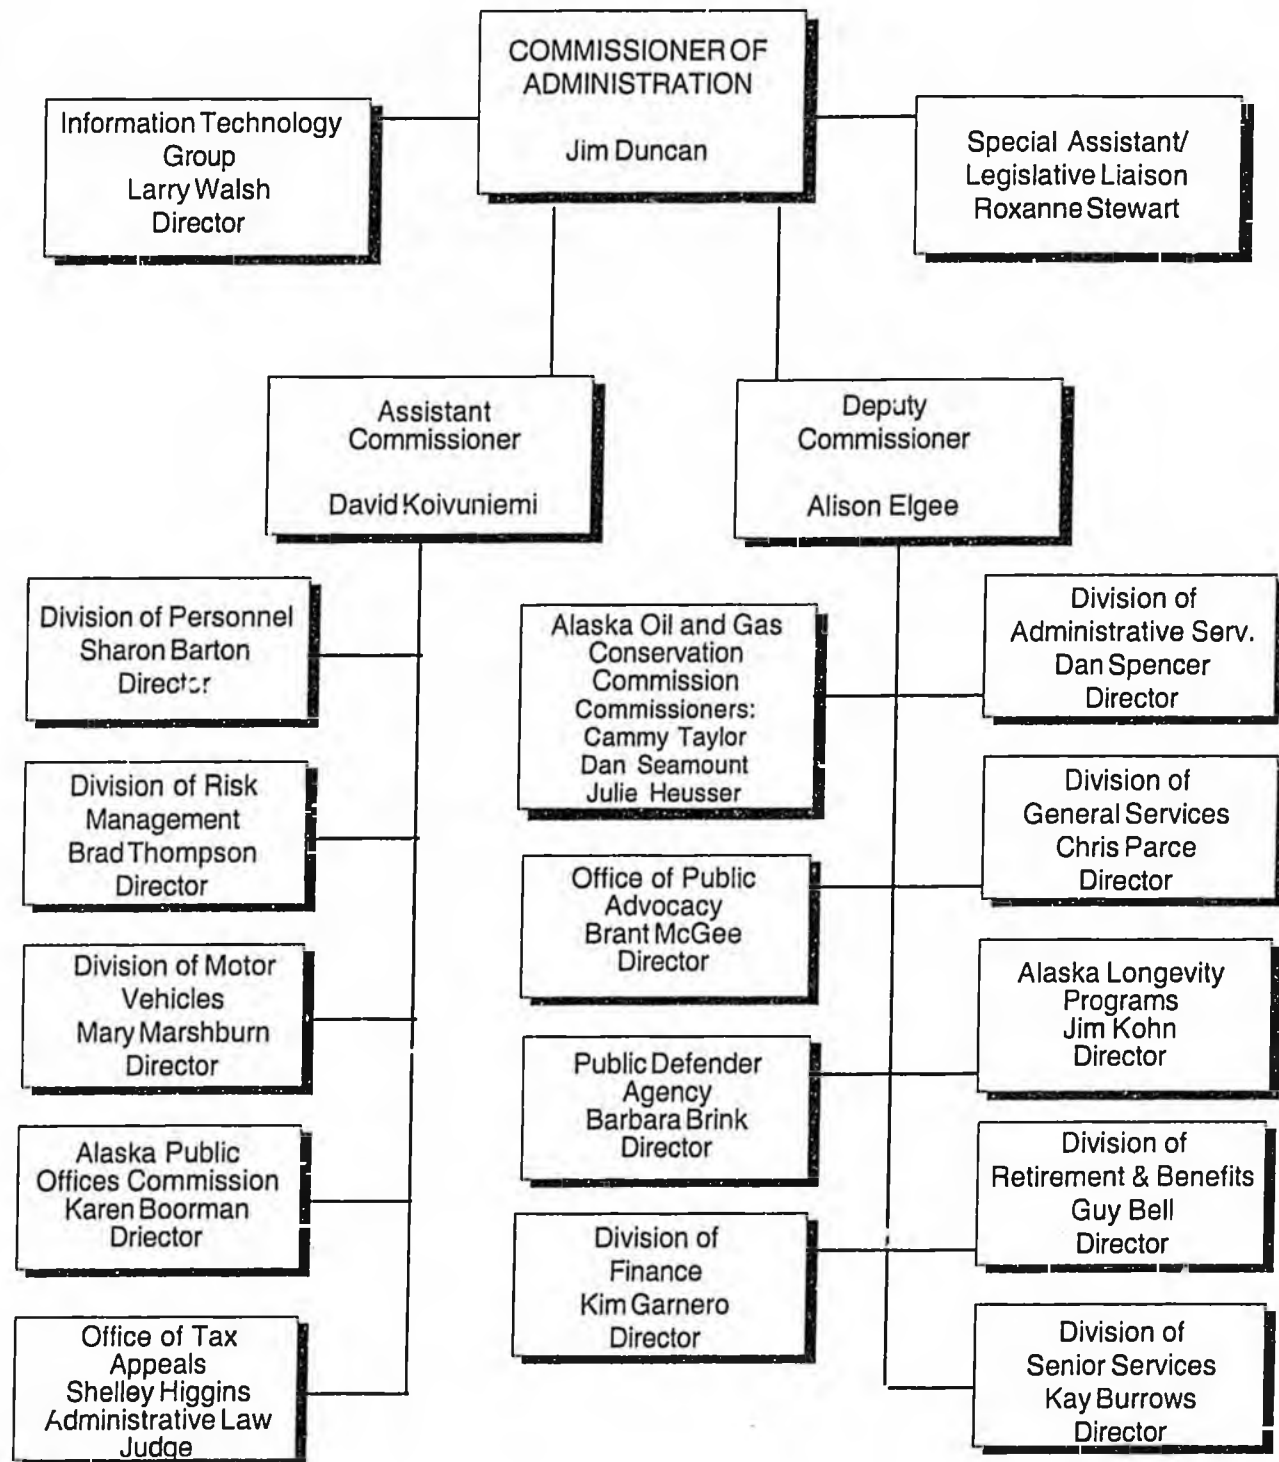 COMMISSIONER OF
ADMINISTRATION
Jim Duncan
Information Technology
Group
Larry Walsh
Director
Special Assistant/
Legislative Liaison
Roxanne Stewart
Assistant
Commissioner
David Koivuniemi
Deputy
Commissioner
Alison Elgee
Division of Personnel
Sharon Barton
Director
Division of Risk
Management
Brad Thompson
Director
Division of Motor
Vehicles
Mary Marshburn
Director
Alaska Public
Offices Commission
Karen Boorman
Driector
Office of Tax
Appeals
Shelley Higgins
Administrative Law
Judge
Alaska Oil and Gas
Conservation
Commission
Commissioners:
Cammy Taylor
Dan Seamount
Julie Heusser
Office of Public
Advocacy
Brant McGee
Director
Public Defender
Agency
Barbara Brink
Director
Division of
Finance
Kim Garnero
Director
Division of
Administrative Serv.
Dan Spencer
Director
Division of
General Services
Chris Parce
Director
Alaska Longevity
Programs
Jim Kohn
Director
Division of
Retirement & Benefits
Guy Bell
Director
Division of
Senior Services
Kay Burrows
Director